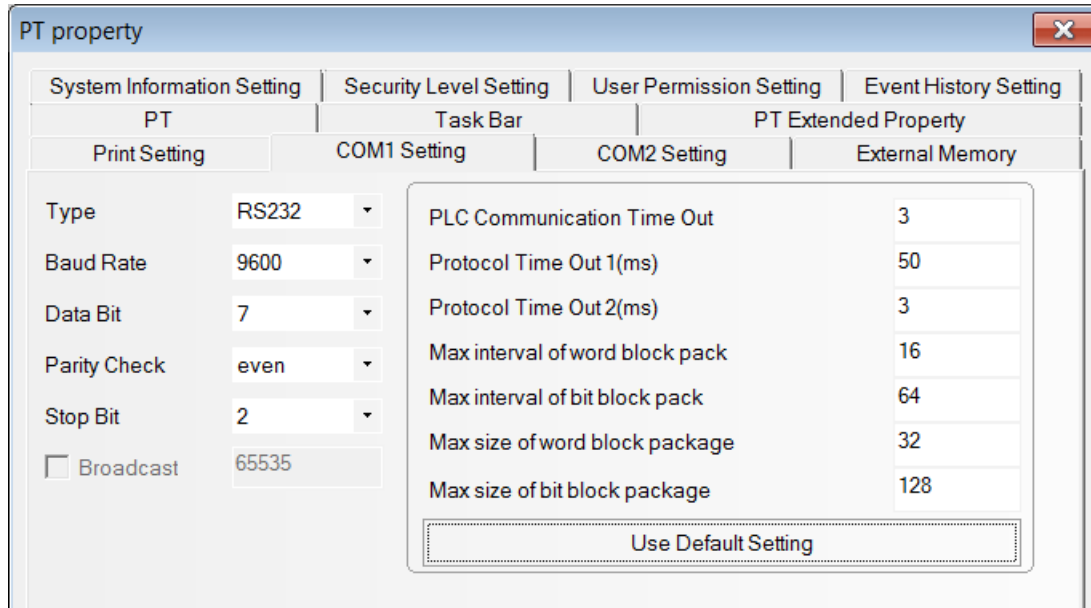 PT property
System Information Setting
Security Level Setting
User Permission Setting
Event History Setting
PT
Task Bar
PT Extended Property
Print Setting
COM1 Setting
COM2 Setting
External Memory
Type RS232
Baud Rate 9600
Data Bit 7
Parity Check even
Stop Bit 2
Broadcast 65535
PLC Communication Time Out 3
Protocol Time Out 1(ms) 50
Protocol Time Out 2(ms) 3
Max interval of word block pack 16
Max interval of bit block pack 64
Max size of word block package 32
Max size of bit block package 128
Use Default Setting